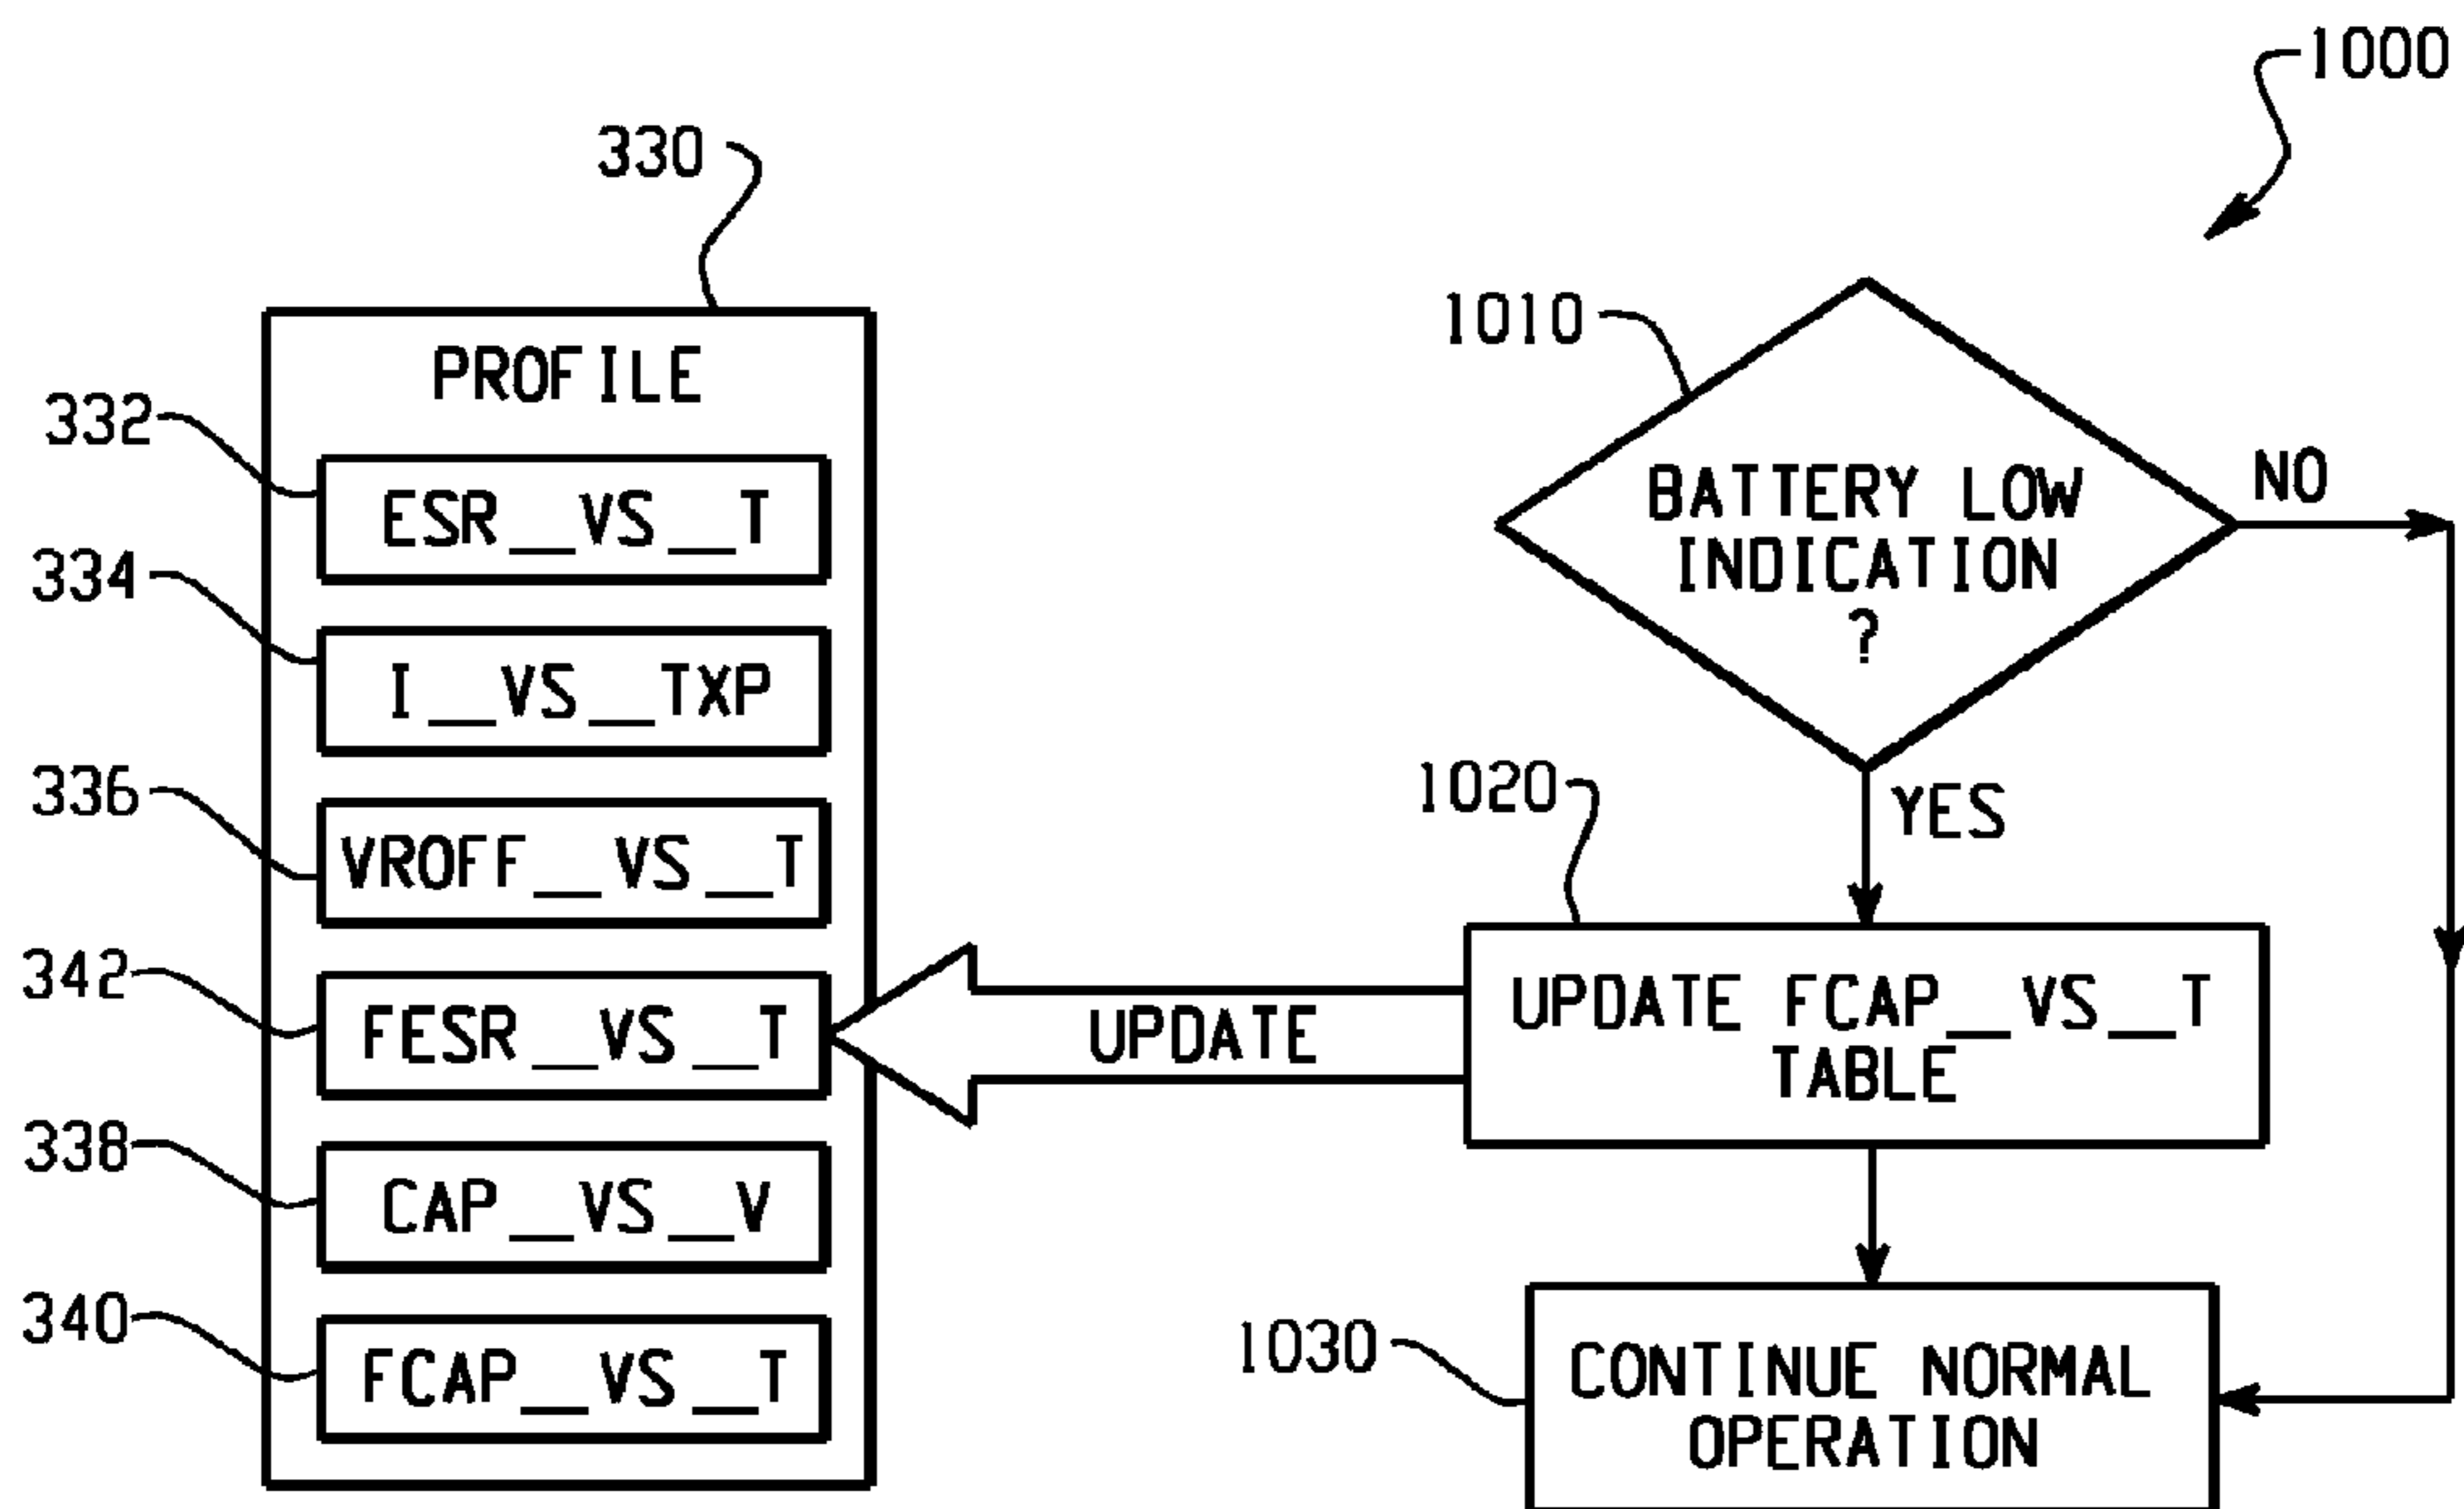 1000
330
PROFILE
332
ESR__VS__T
334
I__VS__TXP
336
VROFF__VS__T
342
FESR__VS__T
338
CAP__VS__V
340
FCAP__VS__T
UPDATE
1010
BATTERY LOW
INDICATION
?
NO
YES
1020
UPDATE FCAP__VS__T
TABLE
1030
CONTINUE NORMAL
OPERATION